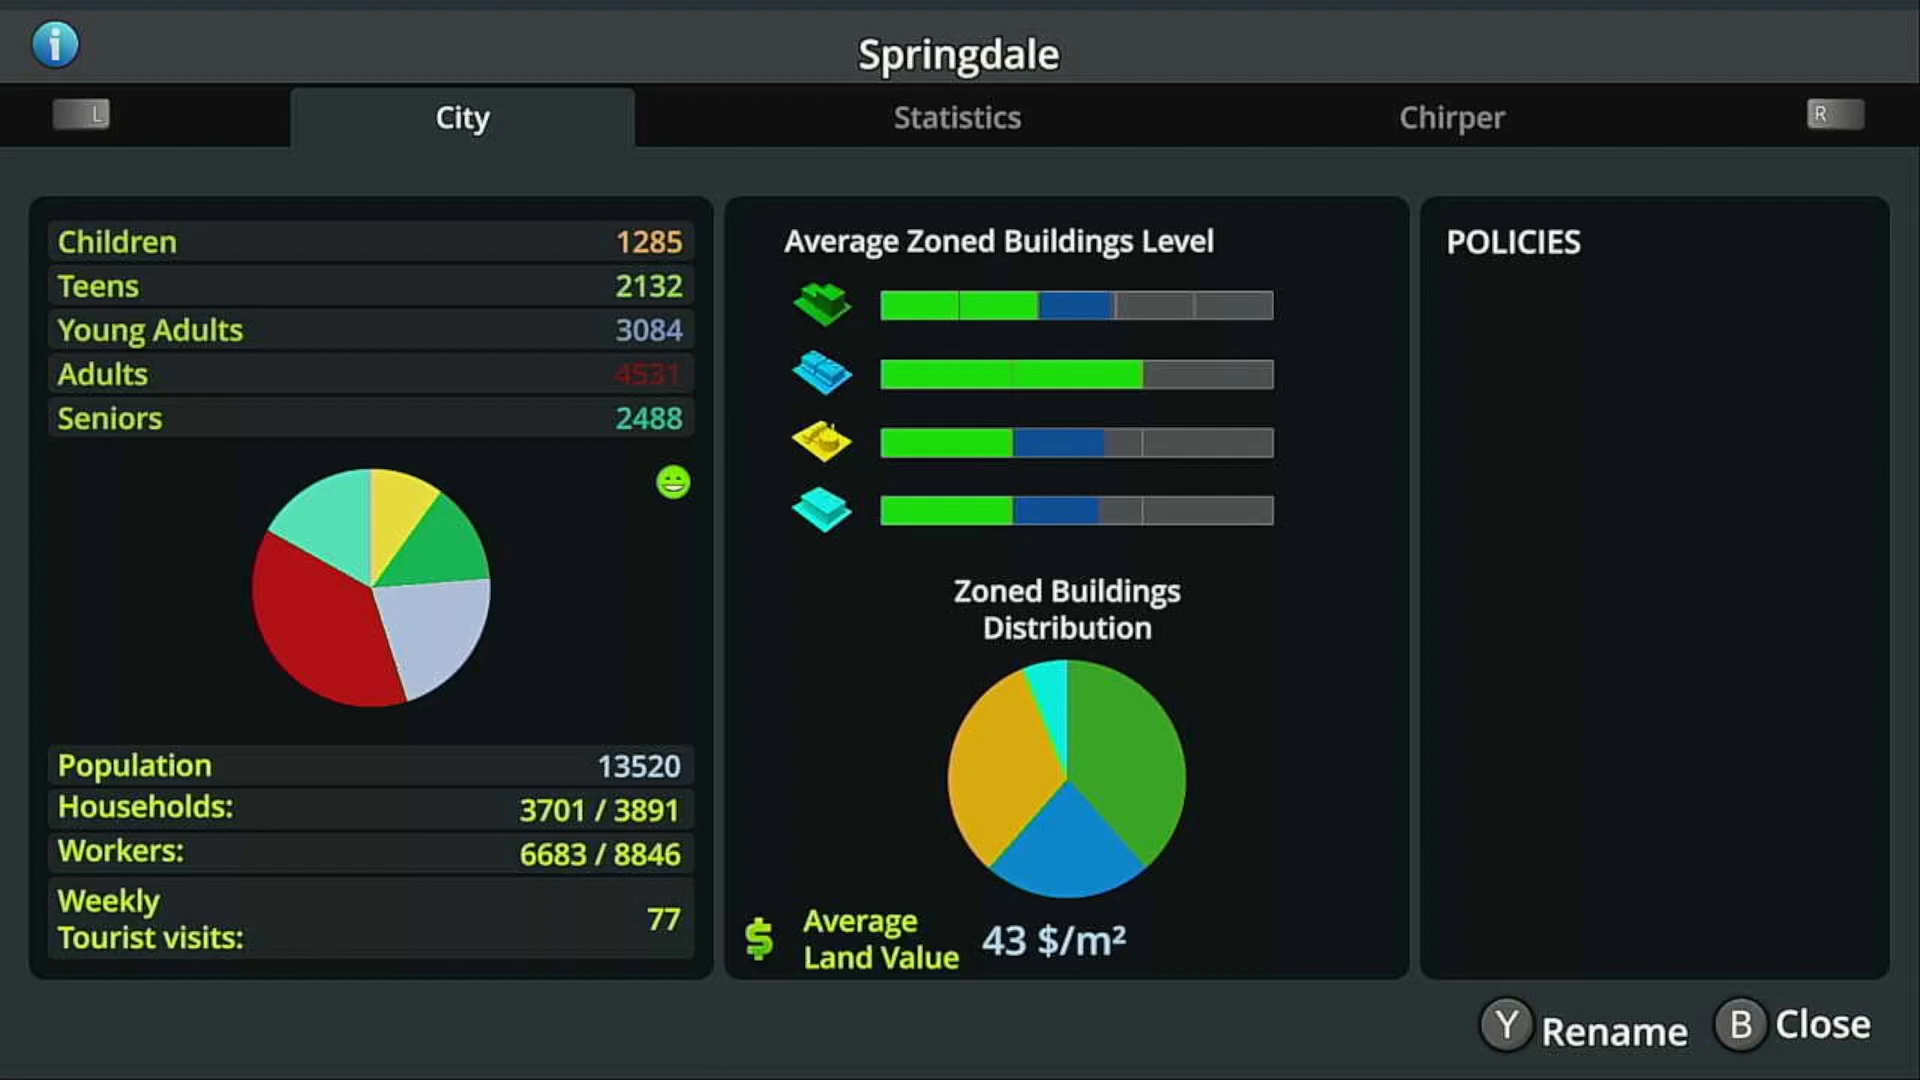 Springdale
L
City
Statistics
Chirper
R
Children 1285
Teens 2132
Young Adults 3084
Adults 4531
Seniors 2488
Population 13520
Households: 3701 / 3891
Workers: 6683 / 8846
Weekly
Tourist visits: 77
Average Zoned Buildings Level
Zoned Buildings
Distribution
$ Average
Land Value 43 $/m²
POLICIES
Y Rename B Close